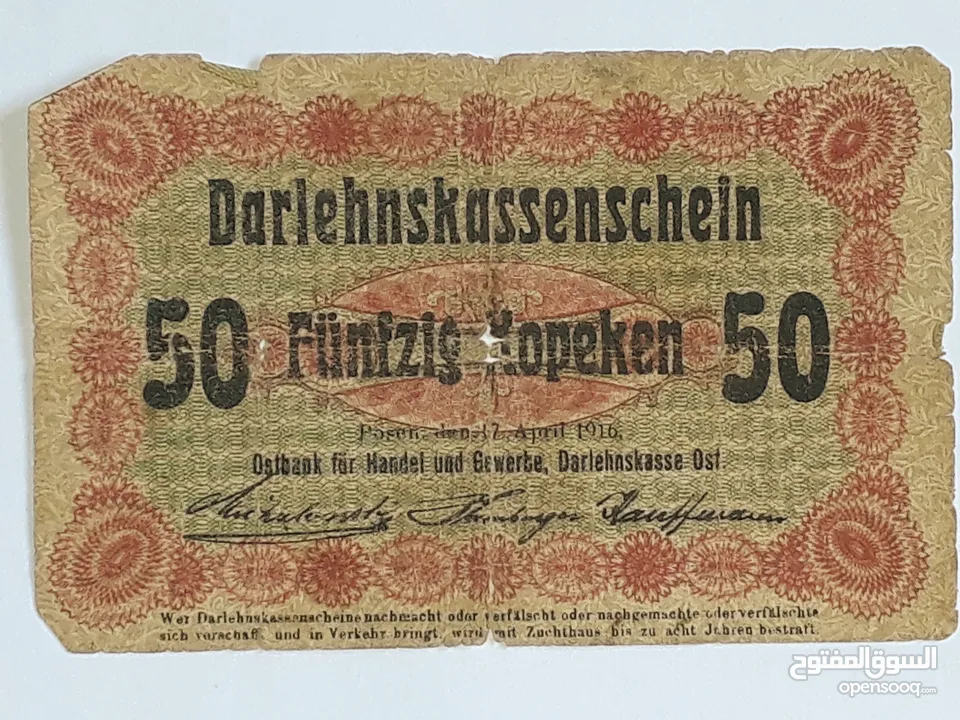 Darlehnskassenschein
50 Fünfzig Kopeken 50
Posen, den 17. April 1916.
Ostbank für Handel und Gewerbe, Darlehnskasse Ost.
Kauffmann
Wer Darlehnskassenscheine nachmacht oder verfälscht oder nachgemachte oder verfälschte
sich verschafft und in Verkehr bringt, wird mit Zuchthaus bis zu acht Jahren bestraft.
السوق المفتوح
opensooq.com